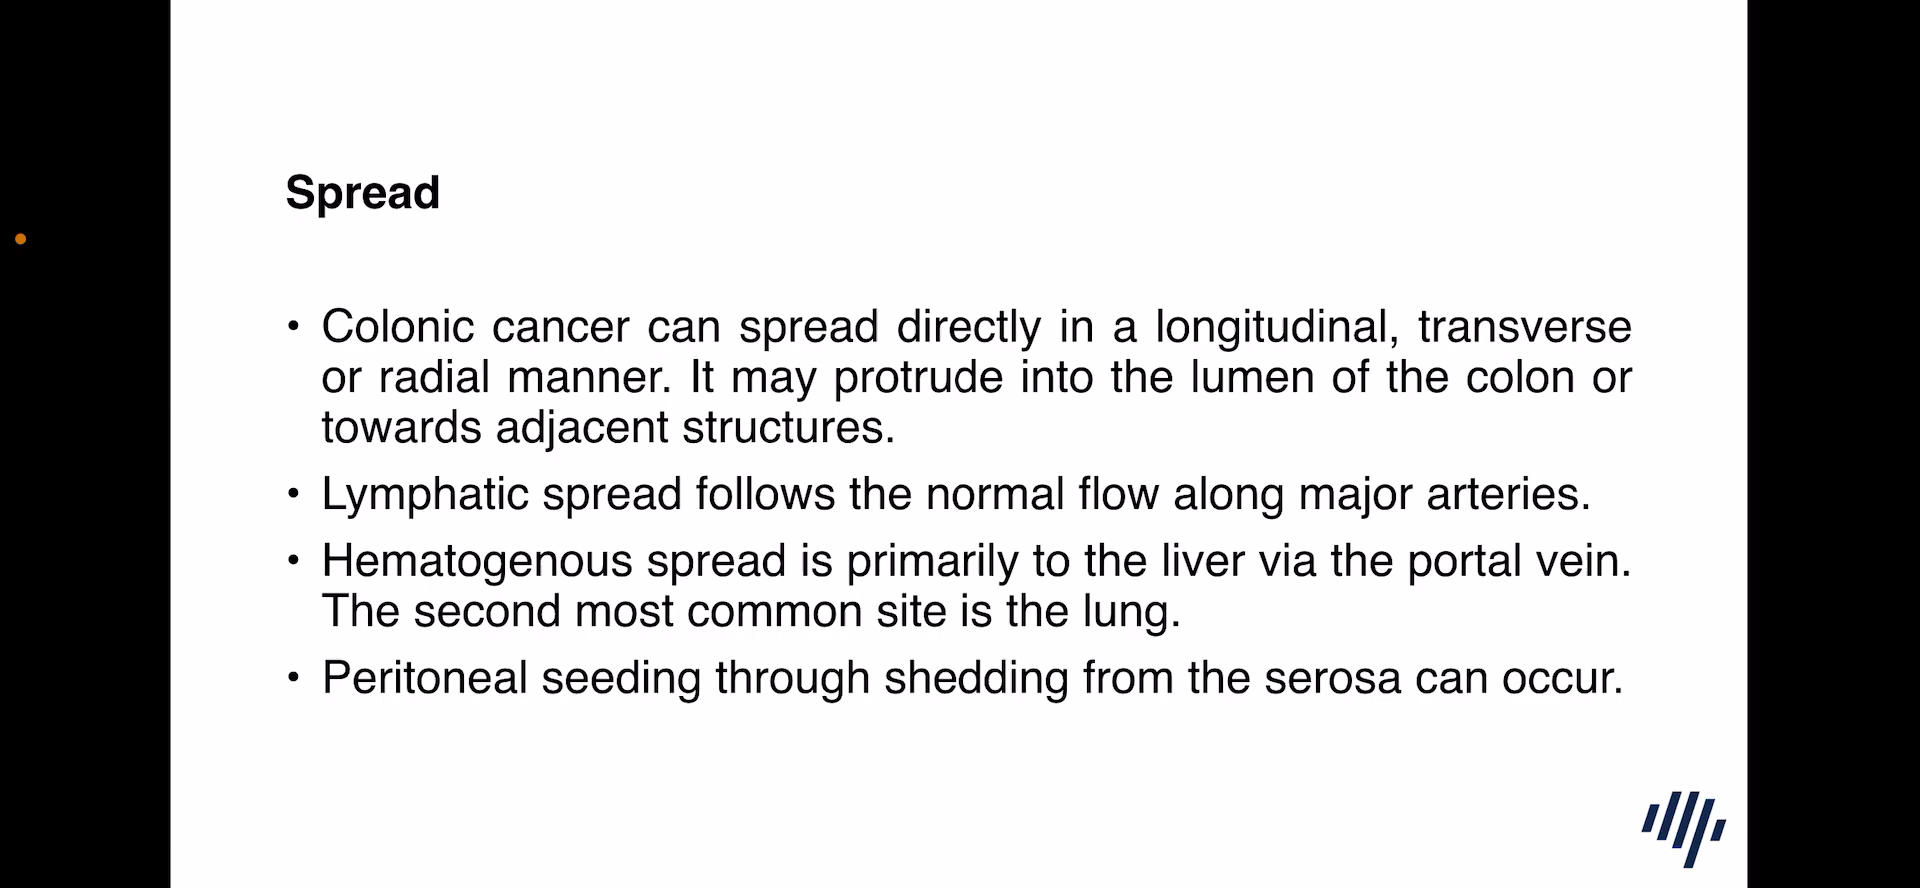 Spread
• Colonic cancer can spread directly in a longitudinal, transverse
or radial manner. It may protrude into the lumen of the colon or
towards adjacent structures.
• Lymphatic spread follows the normal flow along major arteries.
• Hematogenous spread is primarily to the liver via the portal vein.
The second most common site is the lung.
• Peritoneal seeding through shedding from the serosa can occur.